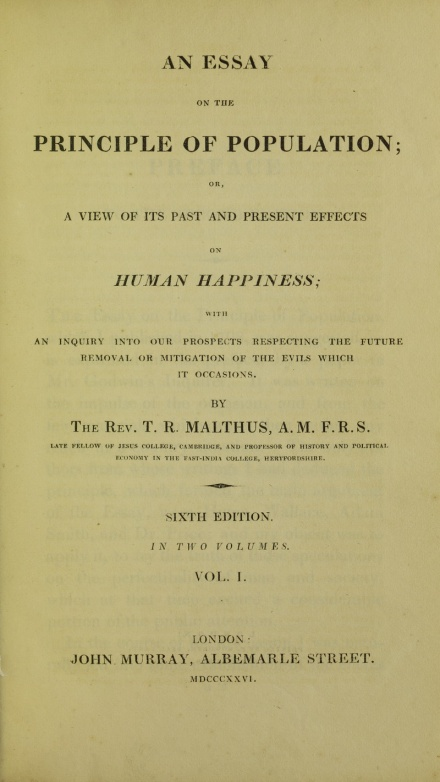 AN ESSAY
ON THE
PRINCIPLE OF POPULATION;
OR,
A VIEW OF ITS PAST AND PRESENT EFFECTS
ON
HUMAN HAPPINESS;
WITH
AN INQUIRY INTO OUR PROSPECTS RESPECTING THE FUTURE
REMOVAL OR MITIGATION OF THE EVILS WHICH
IT OCCASIONS.
BY
THE REV. T. R. MALTHUS, A.M. F.R.S.
LATE FELLOW OF JESUS COLLEGE, CAMBRIDGE, AND PROFESSOR OF HISTORY AND POLITICAL
ECONOMY IN THE EAST-INDIA COLLEGE, HERTFORDSHIRE.
SIXTH EDITION.
IN TWO VOLUMES.
VOL. I.
LONDON:
JOHN MURRAY, ALBEMARLE STREET.
MDCCCXXVI.